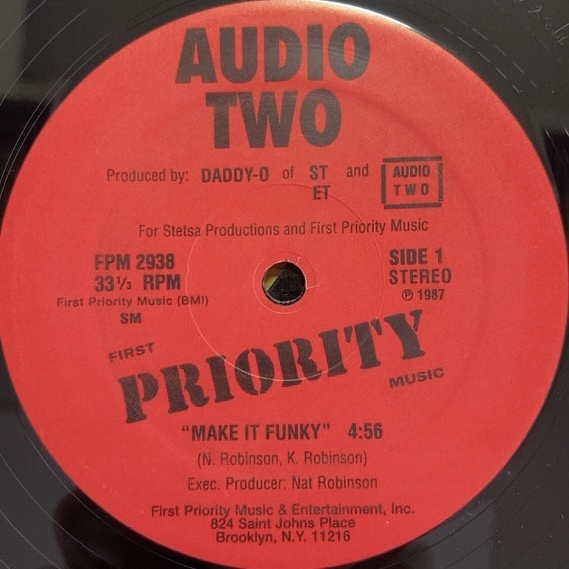 AUDIO
TWO
Produced by: DADDY-O of ST ET and AUDIO TWO
For Stetsa Productions and First Priority Music
FPM 2938
33 1/3 RPM
First Priority Music (BMI)
SM
SIDE 1
STEREO
℗ 1987
FIRST
PRIORITY
MUSIC
"MAKE IT FUNKY" 4:56
(N. Robinson, K. Robinson)
Exec. Producer: Nat Robinson
First Priority Music & Entertainment, Inc.
824 Saint Johns Place
Brooklyn, N.Y. 11216